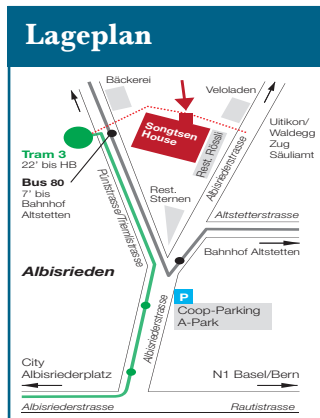 Lageplan
Bäckerei
Veloladen
Songtsen
House
Rest. Rössli
Albisriederstrasse
Uitikon/
Waldegg
Zug
Säuliamt
Tram 3
22’ bis HB
Bus 80
7’ bis
Bahnhof
Altstetten
Püntstrasse/Triemlistrasse
Rest.
Sternen
Altstetterstrasse
Bahnhof Altstetten
Albisrieden
P
Coop-Parking
A-Park
Albisriederstrasse
City
Albisriederplatz
N1 Basel/Bern
Albisriederstrasse
Rautistrasse